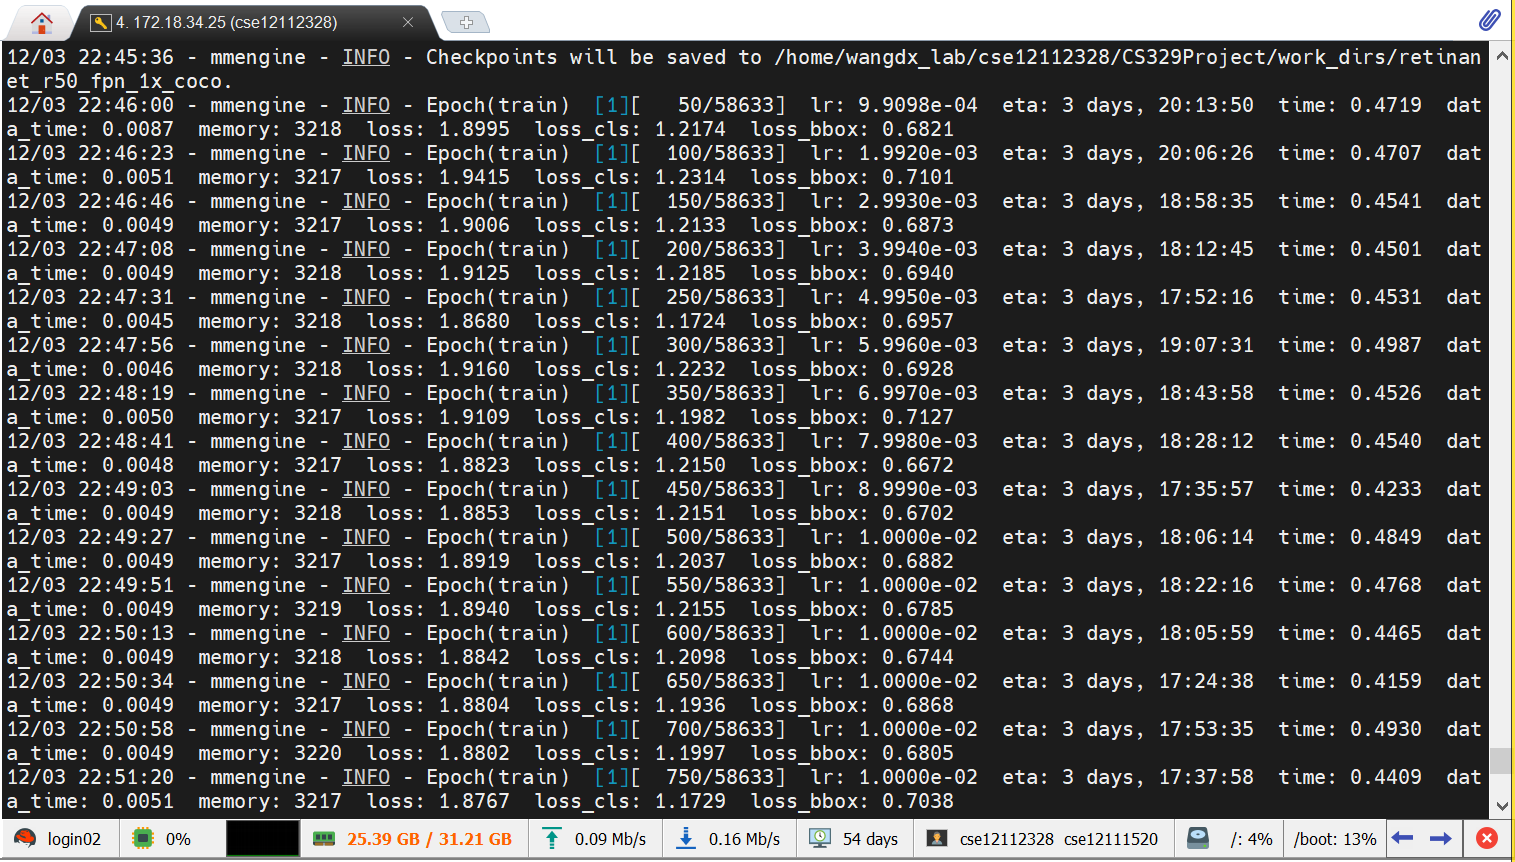 4. 172.18.34.25 (cse12112328)
12/03 22:45:36 - mmengine - INFO - Checkpoints will be saved to /home/wangdx_lab/cse12112328/CS329Project/work_dirs/retinan
et_r50_fpn_1x_coco.
12/03 22:46:00 - mmengine - INFO - Epoch(train)  [1][   50/58633]  lr: 9.9098e-04  eta: 3 days, 20:13:50  time: 0.4719  dat
a_time: 0.0087  memory: 3218  loss: 1.8995  loss_cls: 1.2174  loss_bbox: 0.6821
12/03 22:46:23 - mmengine - INFO - Epoch(train)  [1][  100/58633]  lr: 1.9920e-03  eta: 3 days, 20:06:26  time: 0.4707  dat
a_time: 0.0051  memory: 3217  loss: 1.9415  loss_cls: 1.2314  loss_bbox: 0.7101
12/03 22:46:46 - mmengine - INFO - Epoch(train)  [1][  150/58633]  lr: 2.9930e-03  eta: 3 days, 18:58:35  time: 0.4541  dat
a_time: 0.0049  memory: 3217  loss: 1.9006  loss_cls: 1.2133  loss_bbox: 0.6873
12/03 22:47:08 - mmengine - INFO - Epoch(train)  [1][  200/58633]  lr: 3.9940e-03  eta: 3 days, 18:12:45  time: 0.4501  dat
a_time: 0.0049  memory: 3218  loss: 1.9125  loss_cls: 1.2185  loss_bbox: 0.6940
12/03 22:47:31 - mmengine - INFO - Epoch(train)  [1][  250/58633]  lr: 4.9950e-03  eta: 3 days, 17:52:16  time: 0.4531  dat
a_time: 0.0045  memory: 3218  loss: 1.8680  loss_cls: 1.1724  loss_bbox: 0.6957
12/03 22:47:56 - mmengine - INFO - Epoch(train)  [1][  300/58633]  lr: 5.9960e-03  eta: 3 days, 19:07:31  time: 0.4987  dat
a_time: 0.0046  memory: 3218  loss: 1.9160  loss_cls: 1.2232  loss_bbox: 0.6928
12/03 22:48:19 - mmengine - INFO - Epoch(train)  [1][  350/58633]  lr: 6.9970e-03  eta: 3 days, 18:43:58  time: 0.4526  dat
a_time: 0.0050  memory: 3217  loss: 1.9109  loss_cls: 1.1982  loss_bbox: 0.7127
12/03 22:48:41 - mmengine - INFO - Epoch(train)  [1][  400/58633]  lr: 7.9980e-03  eta: 3 days, 18:28:12  time: 0.4540  dat
a_time: 0.0048  memory: 3217  loss: 1.8823  loss_cls: 1.2150  loss_bbox: 0.6672
12/03 22:49:03 - mmengine - INFO - Epoch(train)  [1][  450/58633]  lr: 8.9990e-03  eta: 3 days, 17:35:57  time: 0.4233  dat
a_time: 0.0049  memory: 3218  loss: 1.8853  loss_cls: 1.2151  loss_bbox: 0.6702
12/03 22:49:27 - mmengine - INFO - Epoch(train)  [1][  500/58633]  lr: 1.0000e-02  eta: 3 days, 18:06:14  time: 0.4849  dat
a_time: 0.0049  memory: 3217  loss: 1.8919  loss_cls: 1.2037  loss_bbox: 0.6882
12/03 22:49:51 - mmengine - INFO - Epoch(train)  [1][  550/58633]  lr: 1.0000e-02  eta: 3 days, 18:22:16  time: 0.4768  dat
a_time: 0.0049  memory: 3219  loss: 1.8940  loss_cls: 1.2155  loss_bbox: 0.6785
12/03 22:50:13 - mmengine - INFO - Epoch(train)  [1][  600/58633]  lr: 1.0000e-02  eta: 3 days, 18:05:59  time: 0.4465  dat
a_time: 0.0049  memory: 3218  loss: 1.8842  loss_cls: 1.2098  loss_bbox: 0.6744
12/03 22:50:34 - mmengine - INFO - Epoch(train)  [1][  650/58633]  lr: 1.0000e-02  eta: 3 days, 17:24:38  time: 0.4159  dat
a_time: 0.0049  memory: 3217  loss: 1.8804  loss_cls: 1.1936  loss_bbox: 0.6868
12/03 22:50:58 - mmengine - INFO - Epoch(train)  [1][  700/58633]  lr: 1.0000e-02  eta: 3 days, 17:53:35  time: 0.4930  dat
a_time: 0.0049  memory: 3220  loss: 1.8802  loss_cls: 1.1997  loss_bbox: 0.6805
12/03 22:51:20 - mmengine - INFO - Epoch(train)  [1][  750/58633]  lr: 1.0000e-02  eta: 3 days, 17:37:58  time: 0.4409  dat
a_time: 0.0051  memory: 3217  loss: 1.8767  loss_cls: 1.1729  loss_bbox: 0.7038
login02  0%  25.39 GB / 31.21 GB  0.09 Mb/s  0.16 Mb/s  54 days  cse12112328  cse12111520  /: 4%  /boot: 13%